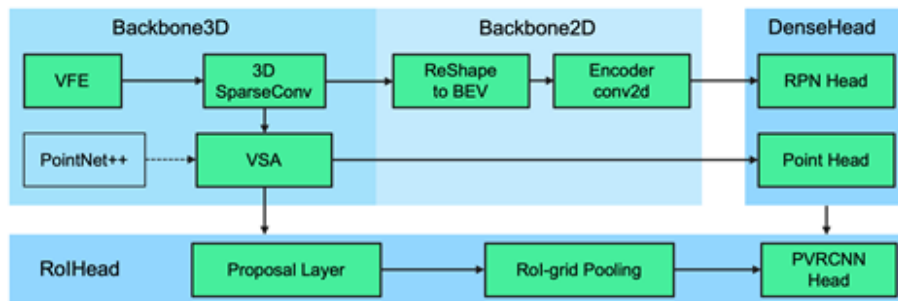 Backbone3D
Backbone2D
DenseHead
VFE
3D
SparseConv
ReShape
to BEV
Encoder
conv2d
RPN Head
PointNet++
VSA
Point Head
RoIHead
Proposal Layer
RoI-grid Pooling
PVRCNN
Head